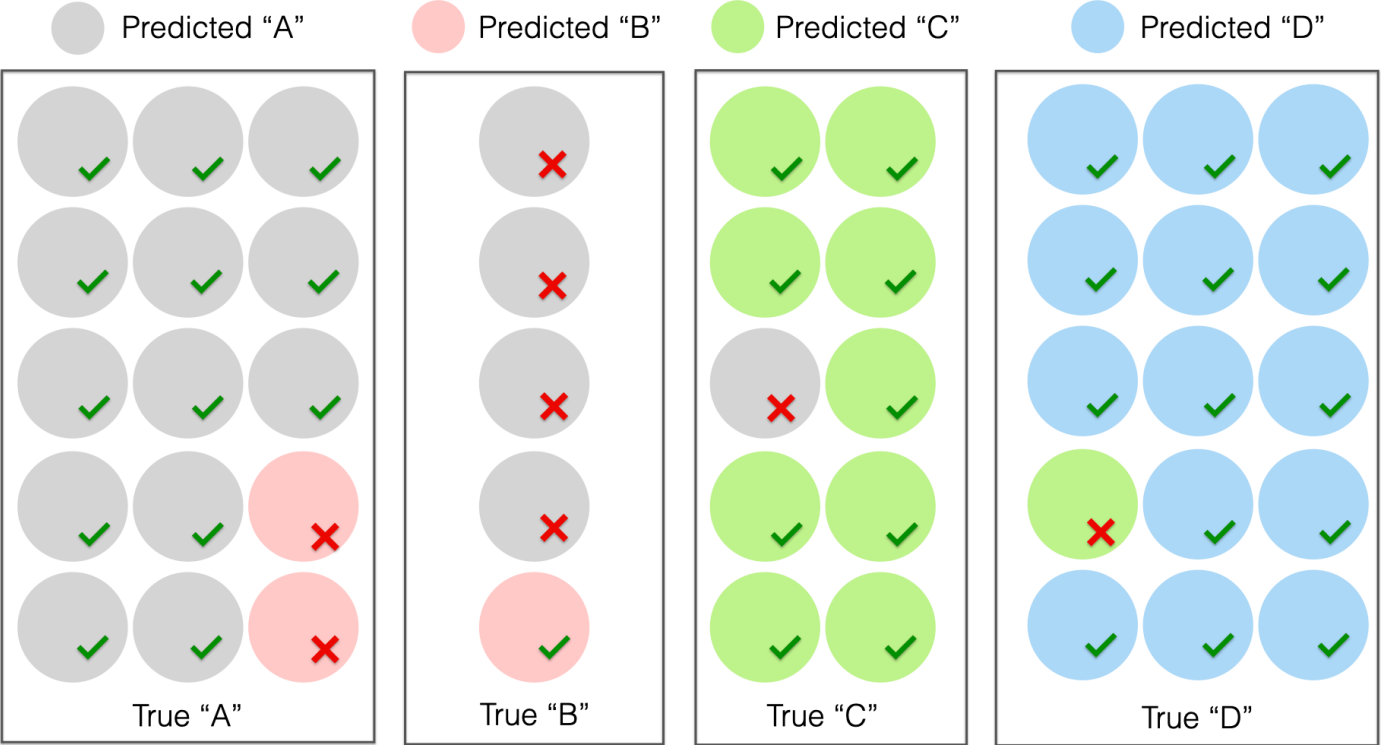 Predicted “A”
Predicted “B”
Predicted “C”
Predicted “D”
True “A”
True “B”
True “C”
True “D”